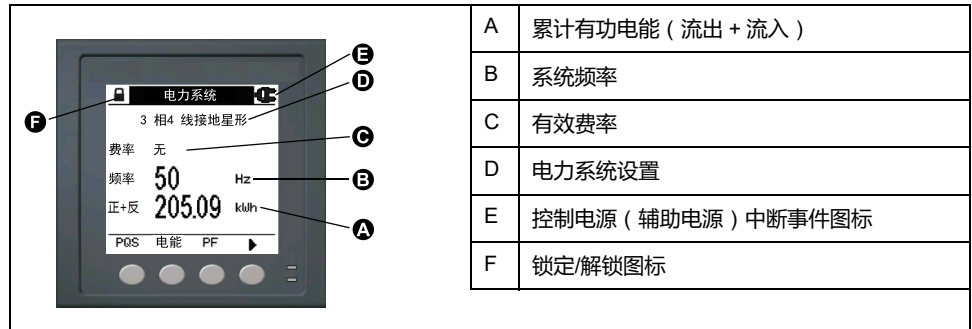 电力系统
3 相4 线接地星形
费率 无
频率 50 Hz
正+反 205.09 kWh
PQS 电能 PF
E
D
F
C
B
A
A 累计有功电能（流出 + 流入）
B 系统频率
C 有效费率
D 电力系统设置
E 控制电源（辅助电源）中断事件图标
F 锁定/解锁图标